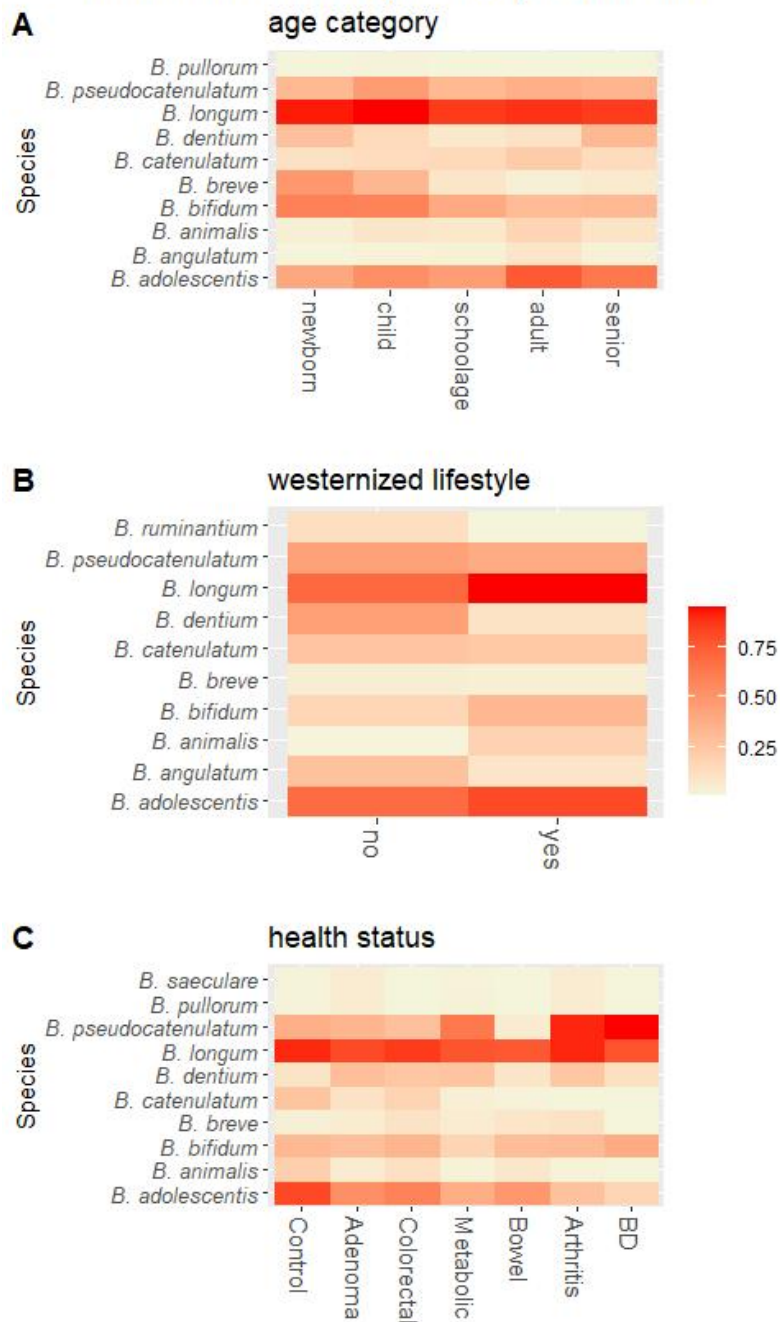 A
age category
Species
B. pullorum
B. pseudocatenulatum
B. longum
B. dentium
B. catenulatum
B. breve
B. bifidum
B. animalis
B. angulatum
B. adolescentis
newborn
child
schoolage
adult
senior
B
westernized lifestyle
Species
B. ruminantium
B. pseudocatenulatum
B. longum
B. dentium
B. catenulatum
B. breve
B. bifidum
B. animalis
B. angulatum
B. adolescentis
no
yes
0.75
0.50
0.25
C
health status
Species
B. saeculare
B. pullorum
B. pseudocatenulatum
B. longum
B. dentium
B. catenulatum
B. breve
B. bifidum
B. animalis
B. adolescentis
Control
Adenoma
Colorectal
Metabolic
Bowel
Arthritis
BD